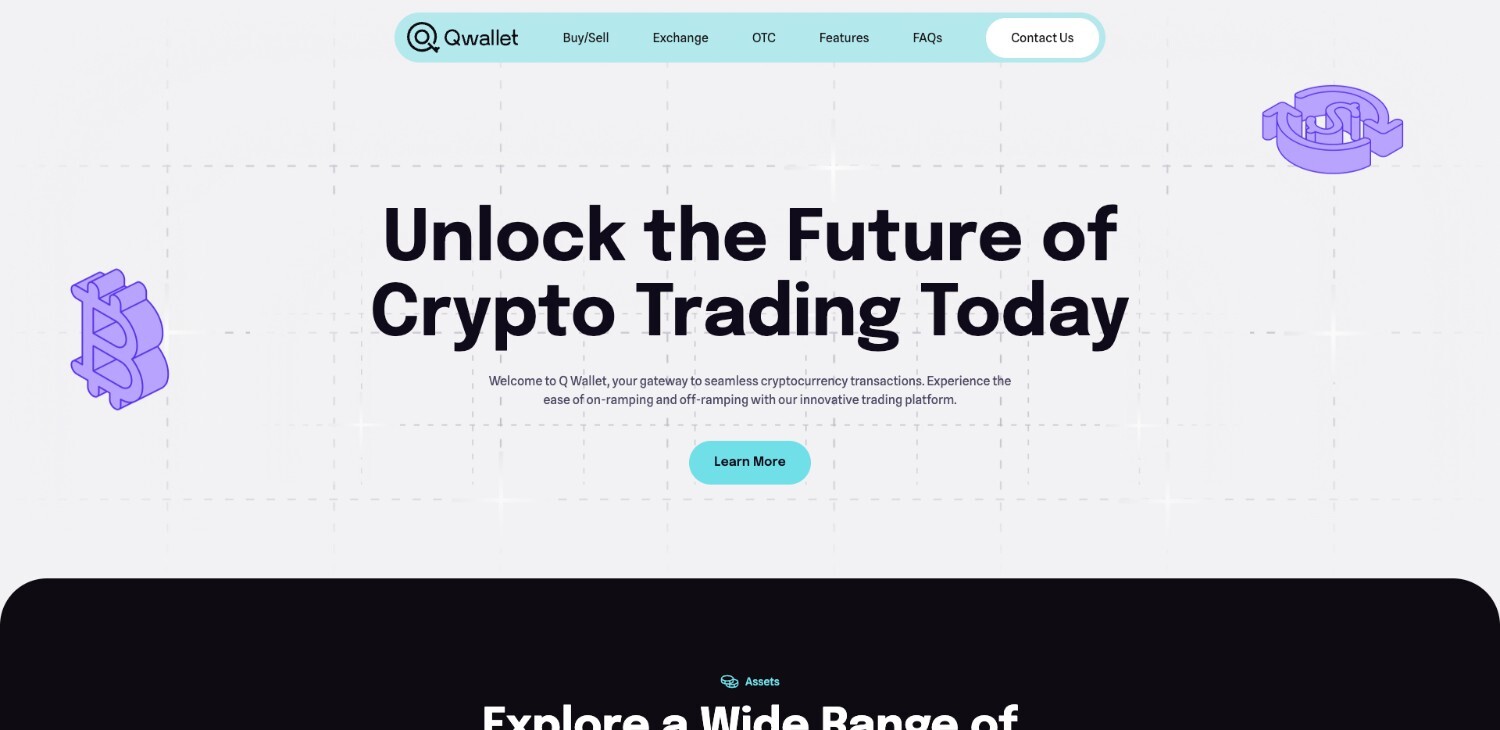 Qwallet
Buy/Sell
Exchange
OTC
Features
FAQs
Contact Us
Unlock the Future of
Crypto Trading Today
Welcome to Q Wallet, your gateway to seamless cryptocurrency transactions. Experience the
ease of on-ramping and off-ramping with our innovative trading platform.
Learn More
Assets
Explore a Wide Range of